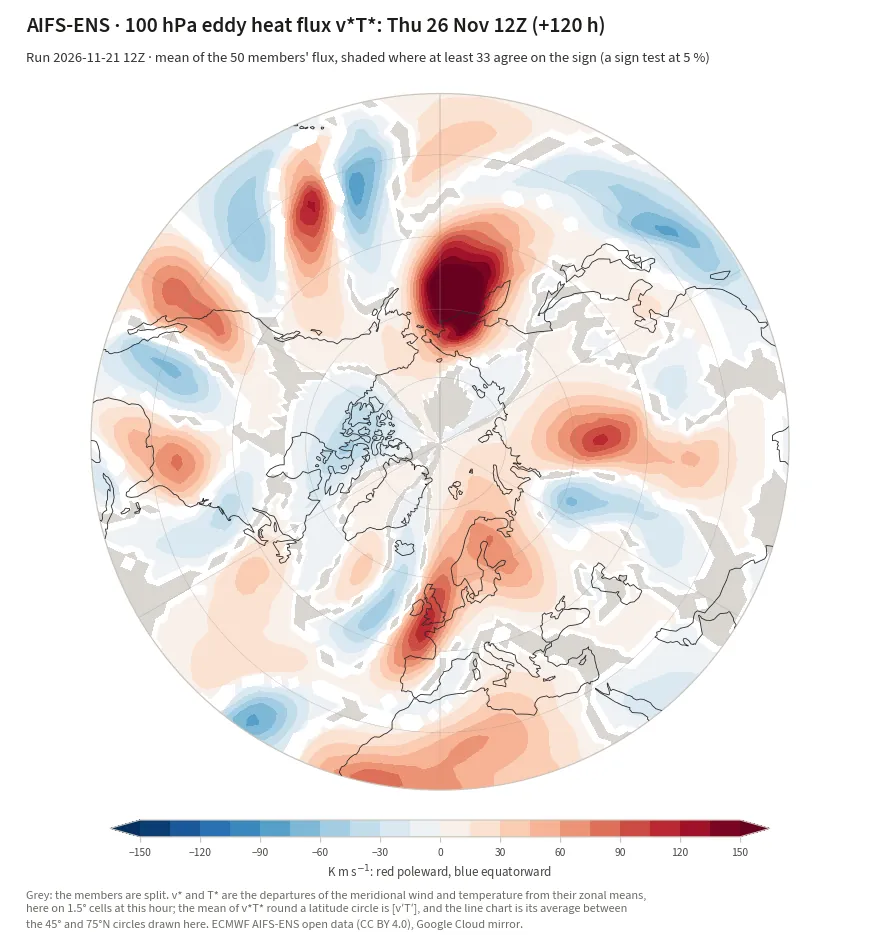 AIFS-ENS · 100 hPa eddy heat flux v*T*: Thu 26 Nov 12Z (+120 h)
Run 2026-11-21 12Z · mean of the 50 members' flux, shaded where at least 33 agree on the sign (a sign test at 5 %)
−150 −120 −90 −60 −30 0 30 60 90 120 150
K m s⁻¹: red poleward, blue equatorward
Grey: the members are split. v* and T* are the departures of the meridional wind and temperature from their zonal means,
here on 1.5° cells at this hour; the mean of v*T* round a latitude circle is [v′T′], and the line chart is its average between
the 45° and 75°N circles drawn here. ECMWF AIFS-ENS open data (CC BY 4.0), Google Cloud mirror.